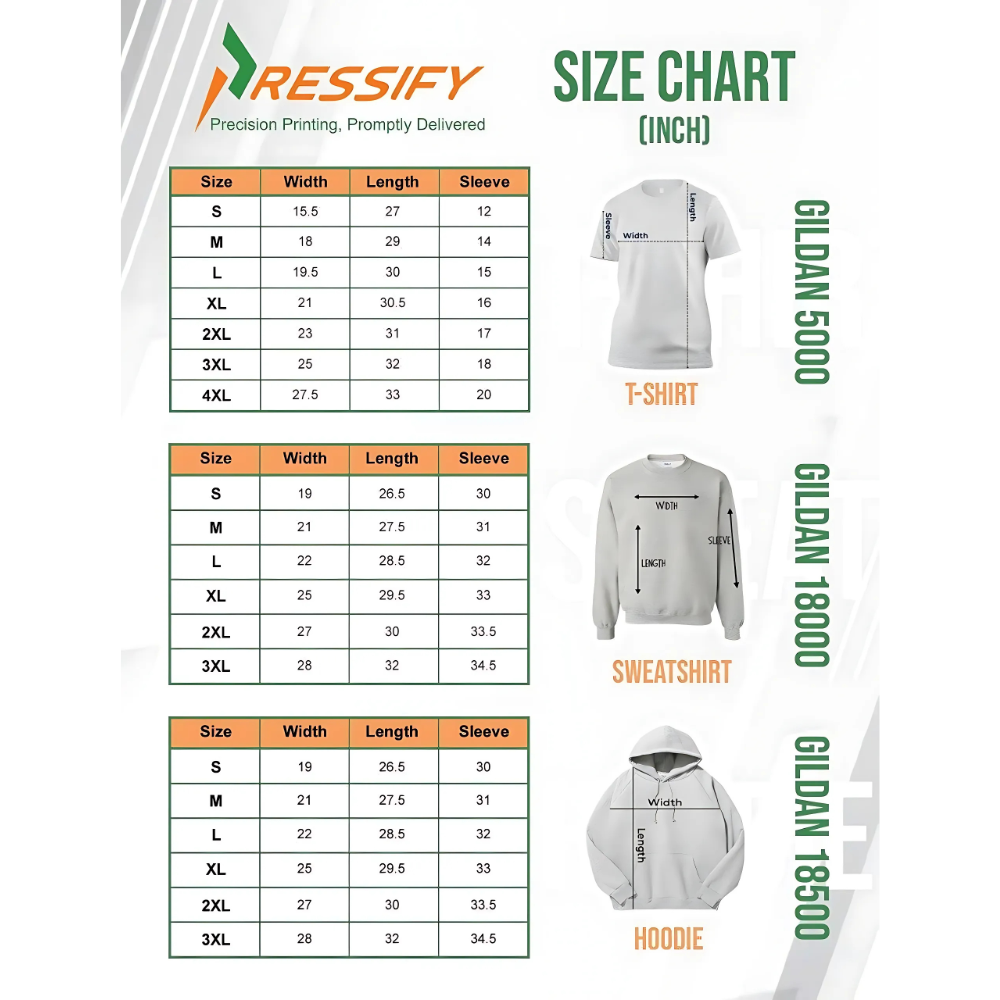 RESSIFY
Precision Printing, Promptly Delivered
SIZE CHART
(INCH)
Size Width Length Sleeve
S 15.5 27 12
M 18 29 14
L 19.5 30 15
XL 21 30.5 16
2XL 23 31 17
3XL 25 32 18
4XL 27.5 33 20
Sleeve
Width
Length
T-SHIRT
GILDAN 5000
Size Width Length Sleeve
S 19 26.5 30
M 21 27.5 31
L 22 28.5 32
XL 25 29.5 33
2XL 27 30 33.5
3XL 28 32 34.5
WIDTH
SLEEVE
LENGTH
SWEATSHIRT
GILDAN 18000
Size Width Length Sleeve
S 19 26.5 30
M 21 27.5 31
L 22 28.5 32
XL 25 29.5 33
2XL 27 30 33.5
3XL 28 32 34.5
Width
Length
HOODIE
GILDAN 18500